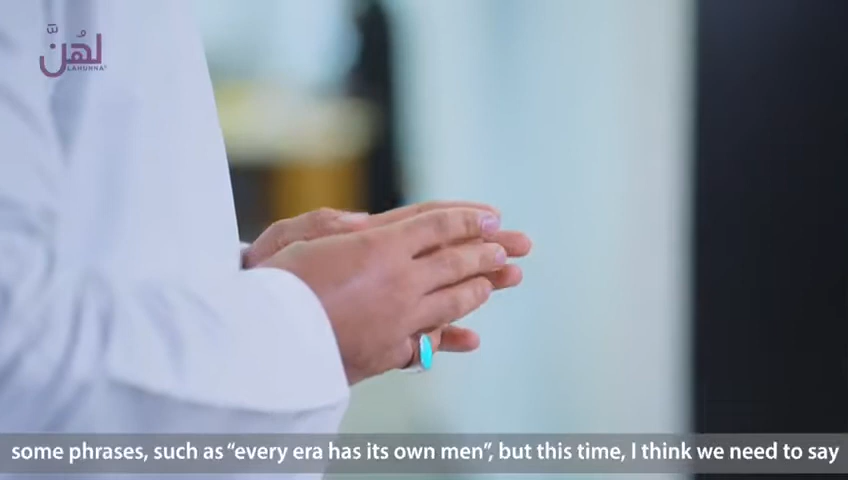 لهُنَّ
LAHUNNA
some phrases, such as “every era has its own men”, but this time, I think we need to say